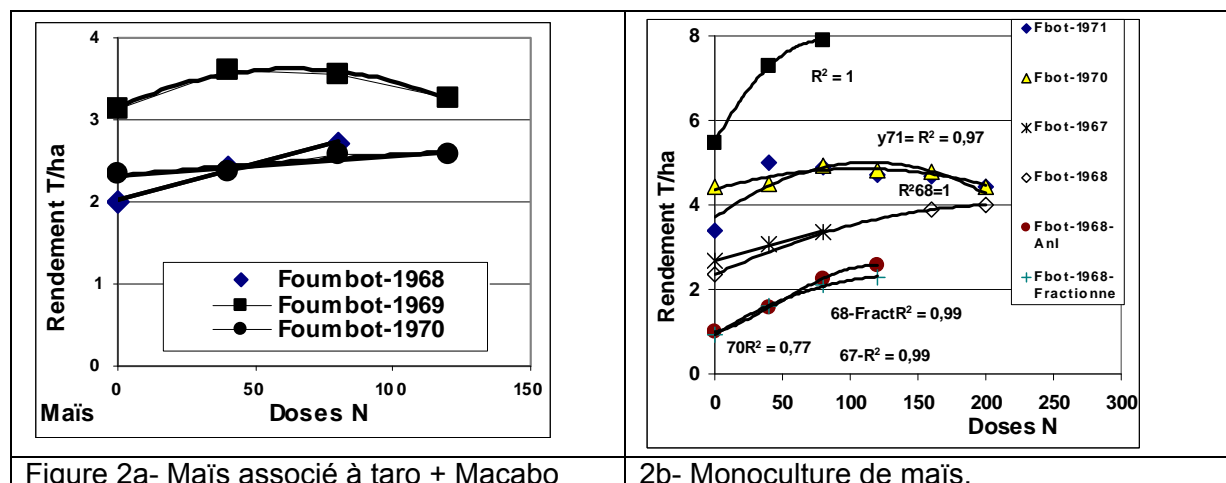 4
3
2
1
0
0 50 100 150
Rendement T/ha
Maïs Doses N
Foumbot-1968
Foumbot-1969
Foumbot-1970
Figure 2a- Maïs associé à taro + Macabo
8
6
4
2
0
0 50 100 150 200 250 300
Rendement T/ha
Doses N
R² = 1
y71= R² = 0,97
R²68=1
68-FractR² = 0,99
70R² = 0,77
67-R² = 0,99
Fbot-1971
Fbot-1970
Fbot-1967
Fbot-1968
Fbot-1968-
Anl
Fbot-1968-
Fractionne
2b- Monoculture de maïs.